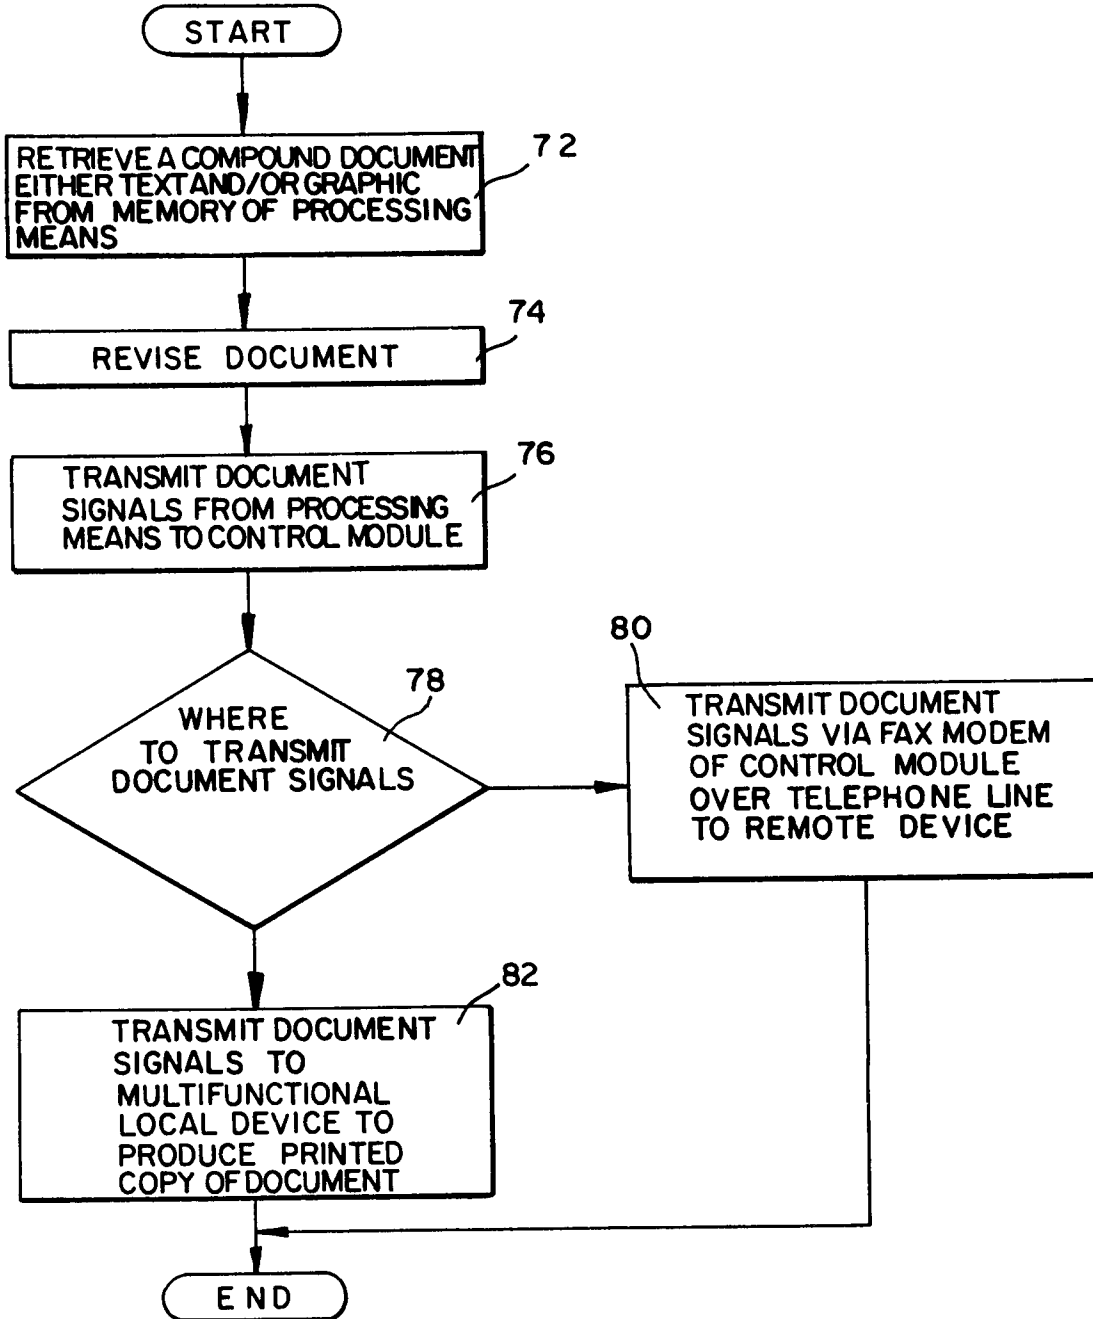 START
72
RETRIEVE A COMPOUND DOCUMENT
EITHER TEXT AND/OR GRAPHIC
FROM MEMORY OF PROCESSING
MEANS
74
REVISE DOCUMENT
76
TRANSMIT DOCUMENT
SIGNALS FROM PROCESSING
MEANS TO CONTROL MODULE
78
WHERE
TO TRANSMIT
DOCUMENT SIGNALS
80
TRANSMIT DOCUMENT
SIGNALS VIA FAX MODEM
OF CONTROL MODULE
OVER TELEPHONE LINE
TO REMOTE DEVICE
82
TRANSMIT DOCUMENT
SIGNALS TO
MULTIFUNCTIONAL
LOCAL DEVICE TO
PRODUCE PRINTED
COPY OF DOCUMENT
END